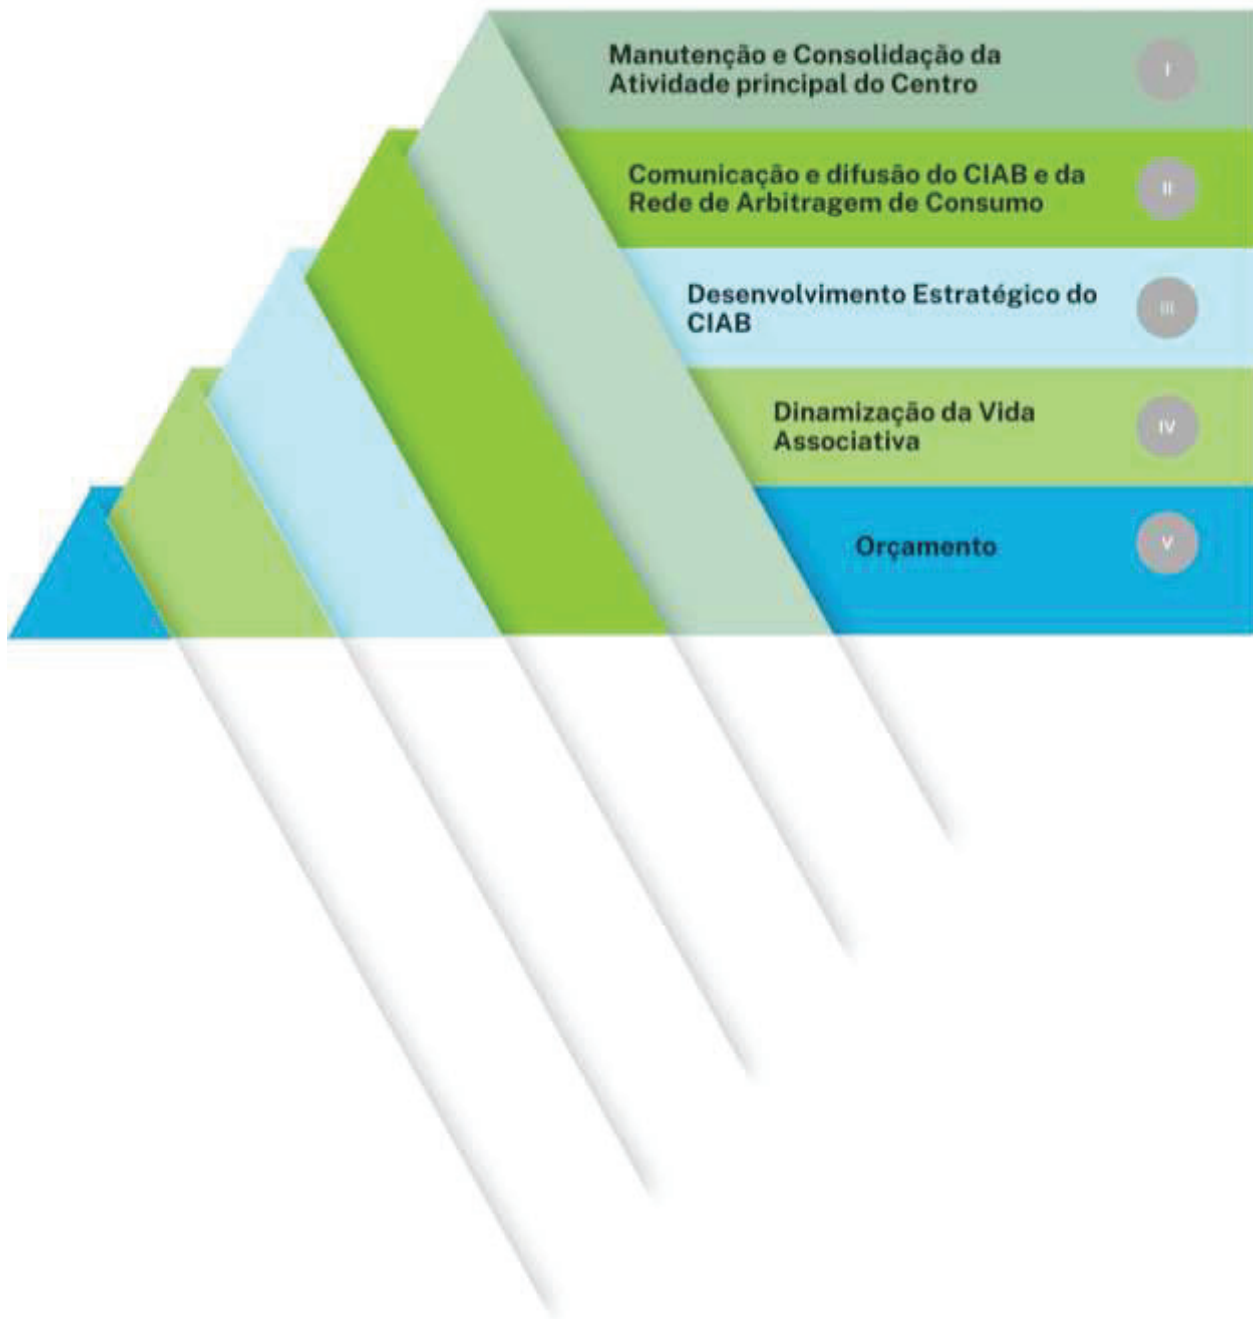 Manutenção e Consolidação da
Atividade principal do Centro
I
Comunicação e difusão do CIAB e da
Rede de Arbitragem de Consumo
II
Desenvolvimento Estratégico do
CIAB
III
Dinamização da Vida
Associativa
IV
Orçamento
V